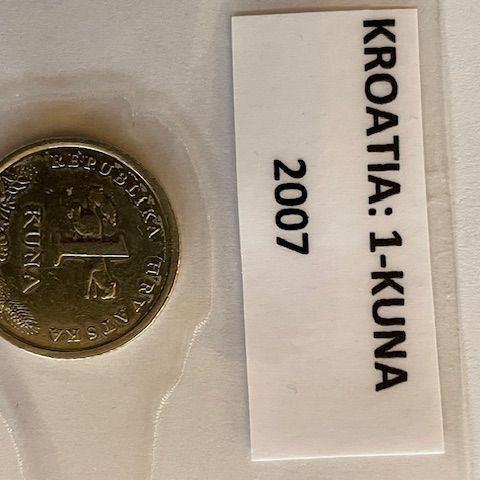 KROATIA: 1-KUNA
2007
REPUBLIKA HRVATSKA
1
KUNA